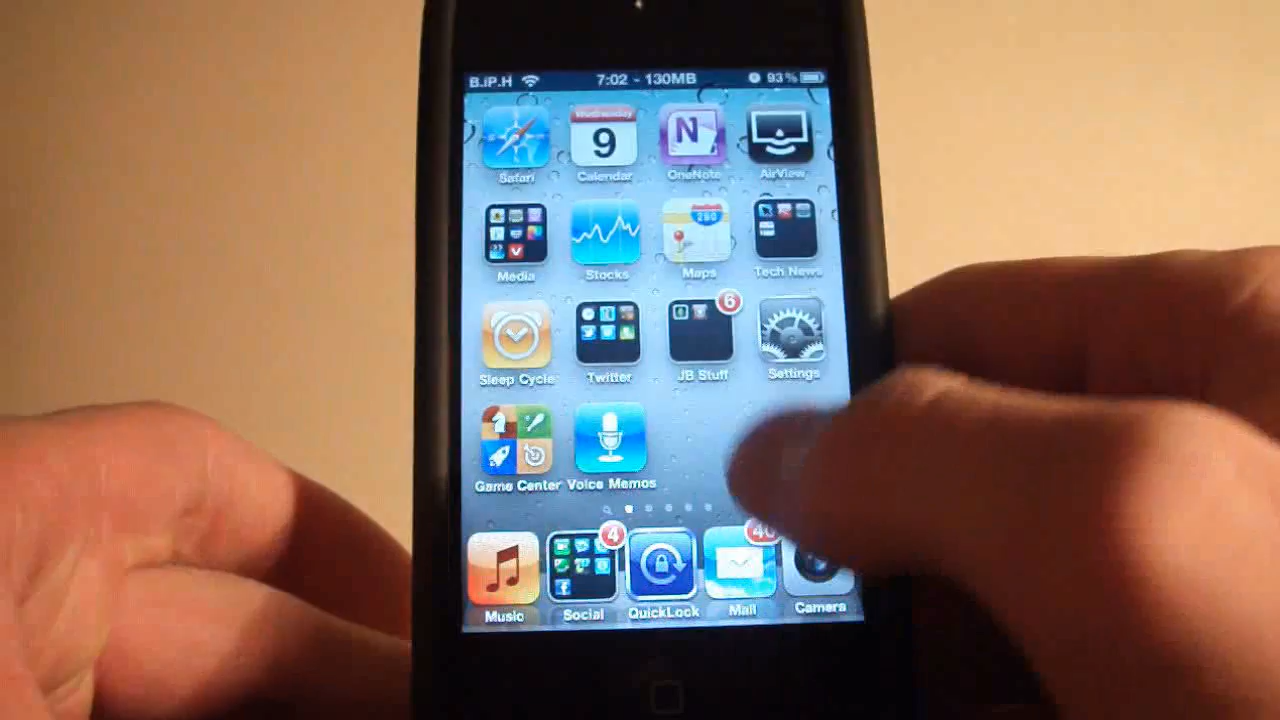 B.iP.H 7:02 - 130MB 93%
Wednesday
9
N
280
Safari Calendar OneNote AirView
Media Stocks Maps Tech News
6
Sleep Cycle Twitter JB Stuff Settings
Game Center Voice Memos
4 40
Music Social QuickLock Mail Camera